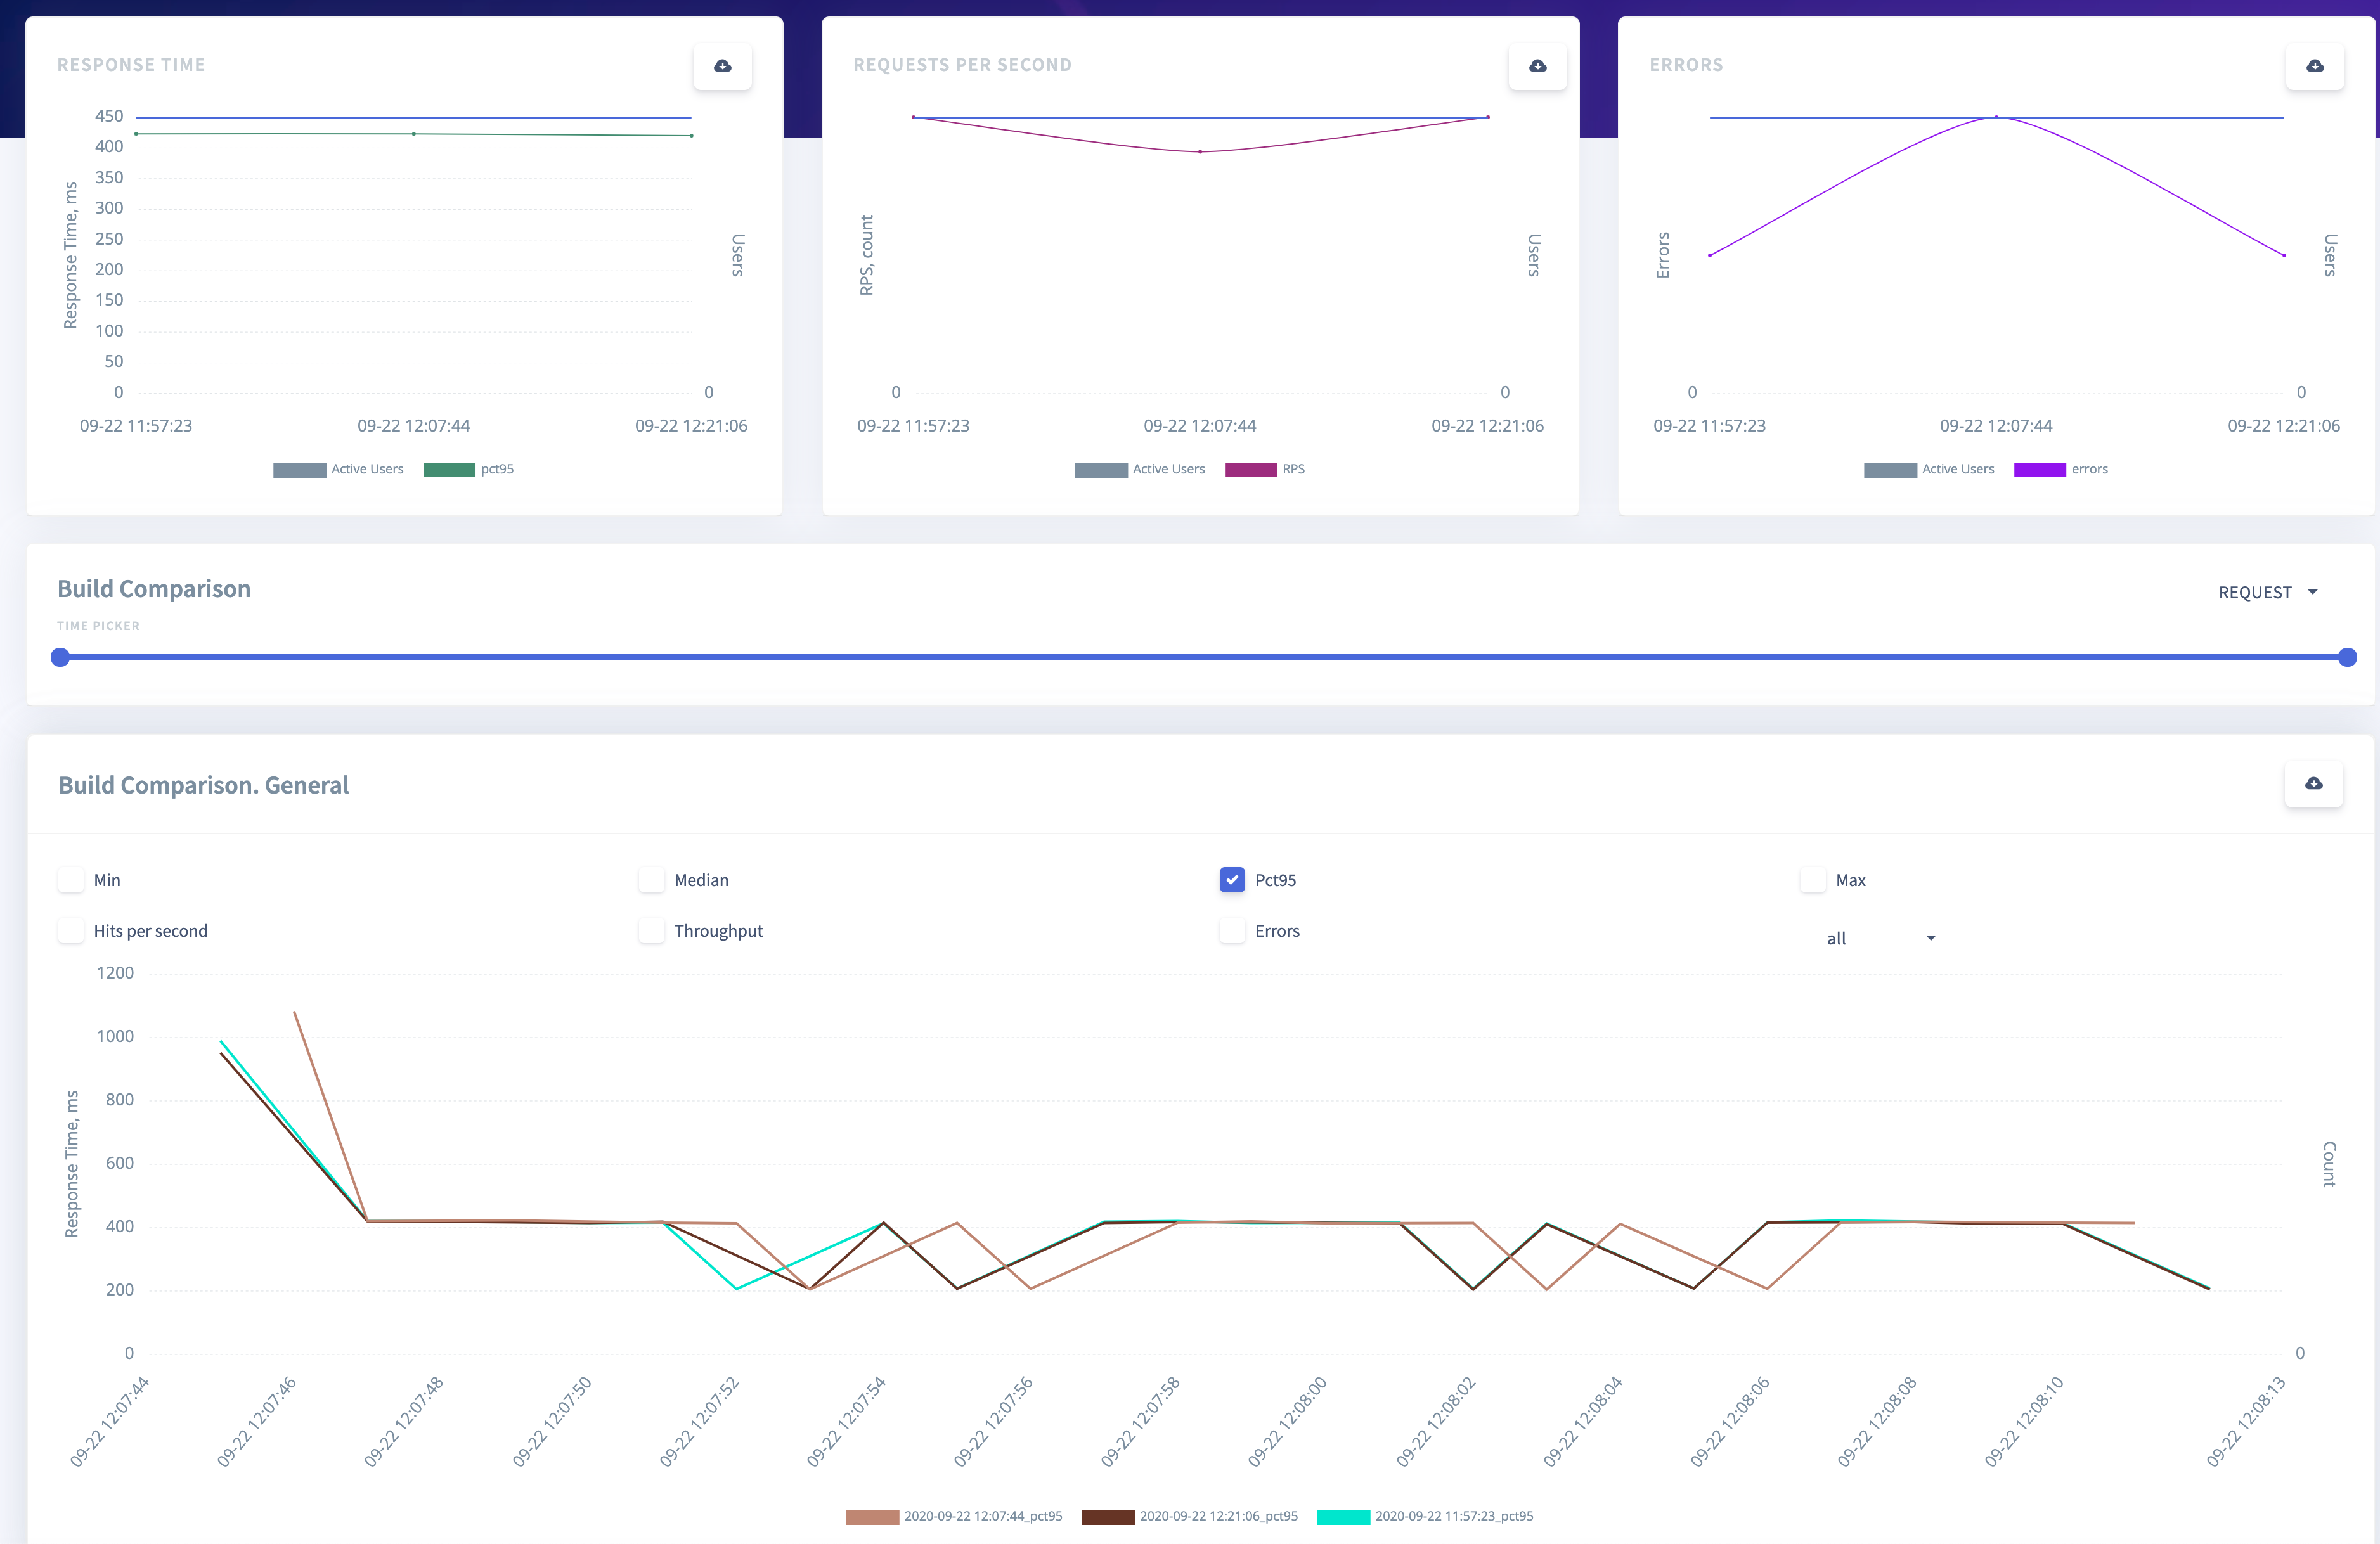 RESPONSE TIME
450
400
350
300
250
200
150
100
50
0
0
Response Time, ms
Users
09-22 11:57:23
09-22 12:07:44
09-22 12:21:06
Active Users
pct95
REQUESTS PER SECOND
RPS, count
Users
0
0
09-22 11:57:23
09-22 12:07:44
09-22 12:21:06
Active Users
RPS
ERRORS
Errors
Users
0
0
09-22 11:57:23
09-22 12:07:44
09-22 12:21:06
Active Users
errors
Build Comparison
REQUEST
TIME PICKER
Build Comparison. General
Min
Median
Pct95
Max
Hits per second
Throughput
Errors
all
1200
1000
800
600
400
200
0
0
Response Time, ms
Count
09-22 12:07:44
09-22 12:07:46
09-22 12:07:48
09-22 12:07:50
09-22 12:07:52
09-22 12:07:54
09-22 12:07:56
09-22 12:07:58
09-22 12:08:00
09-22 12:08:02
09-22 12:08:04
09-22 12:08:06
09-22 12:08:08
09-22 12:08:10
09-22 12:08:13
2020-09-22 12:07:44_pct95
2020-09-22 12:21:06_pct95
2020-09-22 11:57:23_pct95